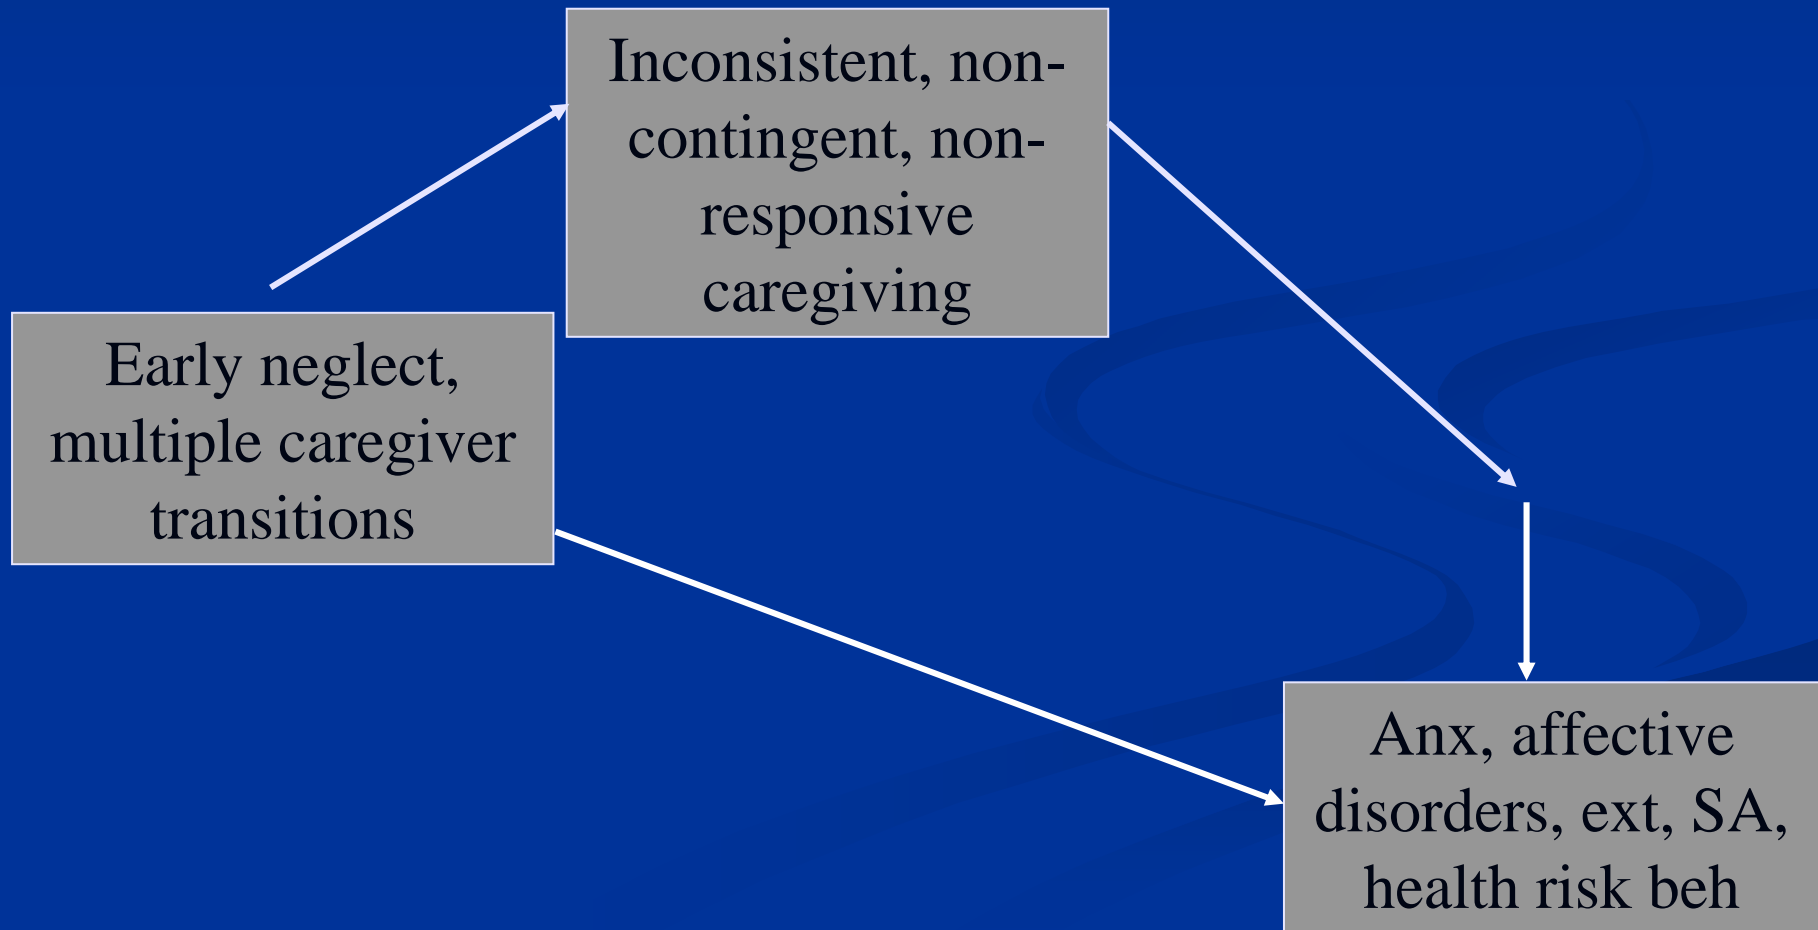 Inconsistent, non-
contingent, non-
responsive
caregiving
Early neglect,
multiple caregiver
transitions
Anx, affective
disorders, ext, SA,
health risk beh